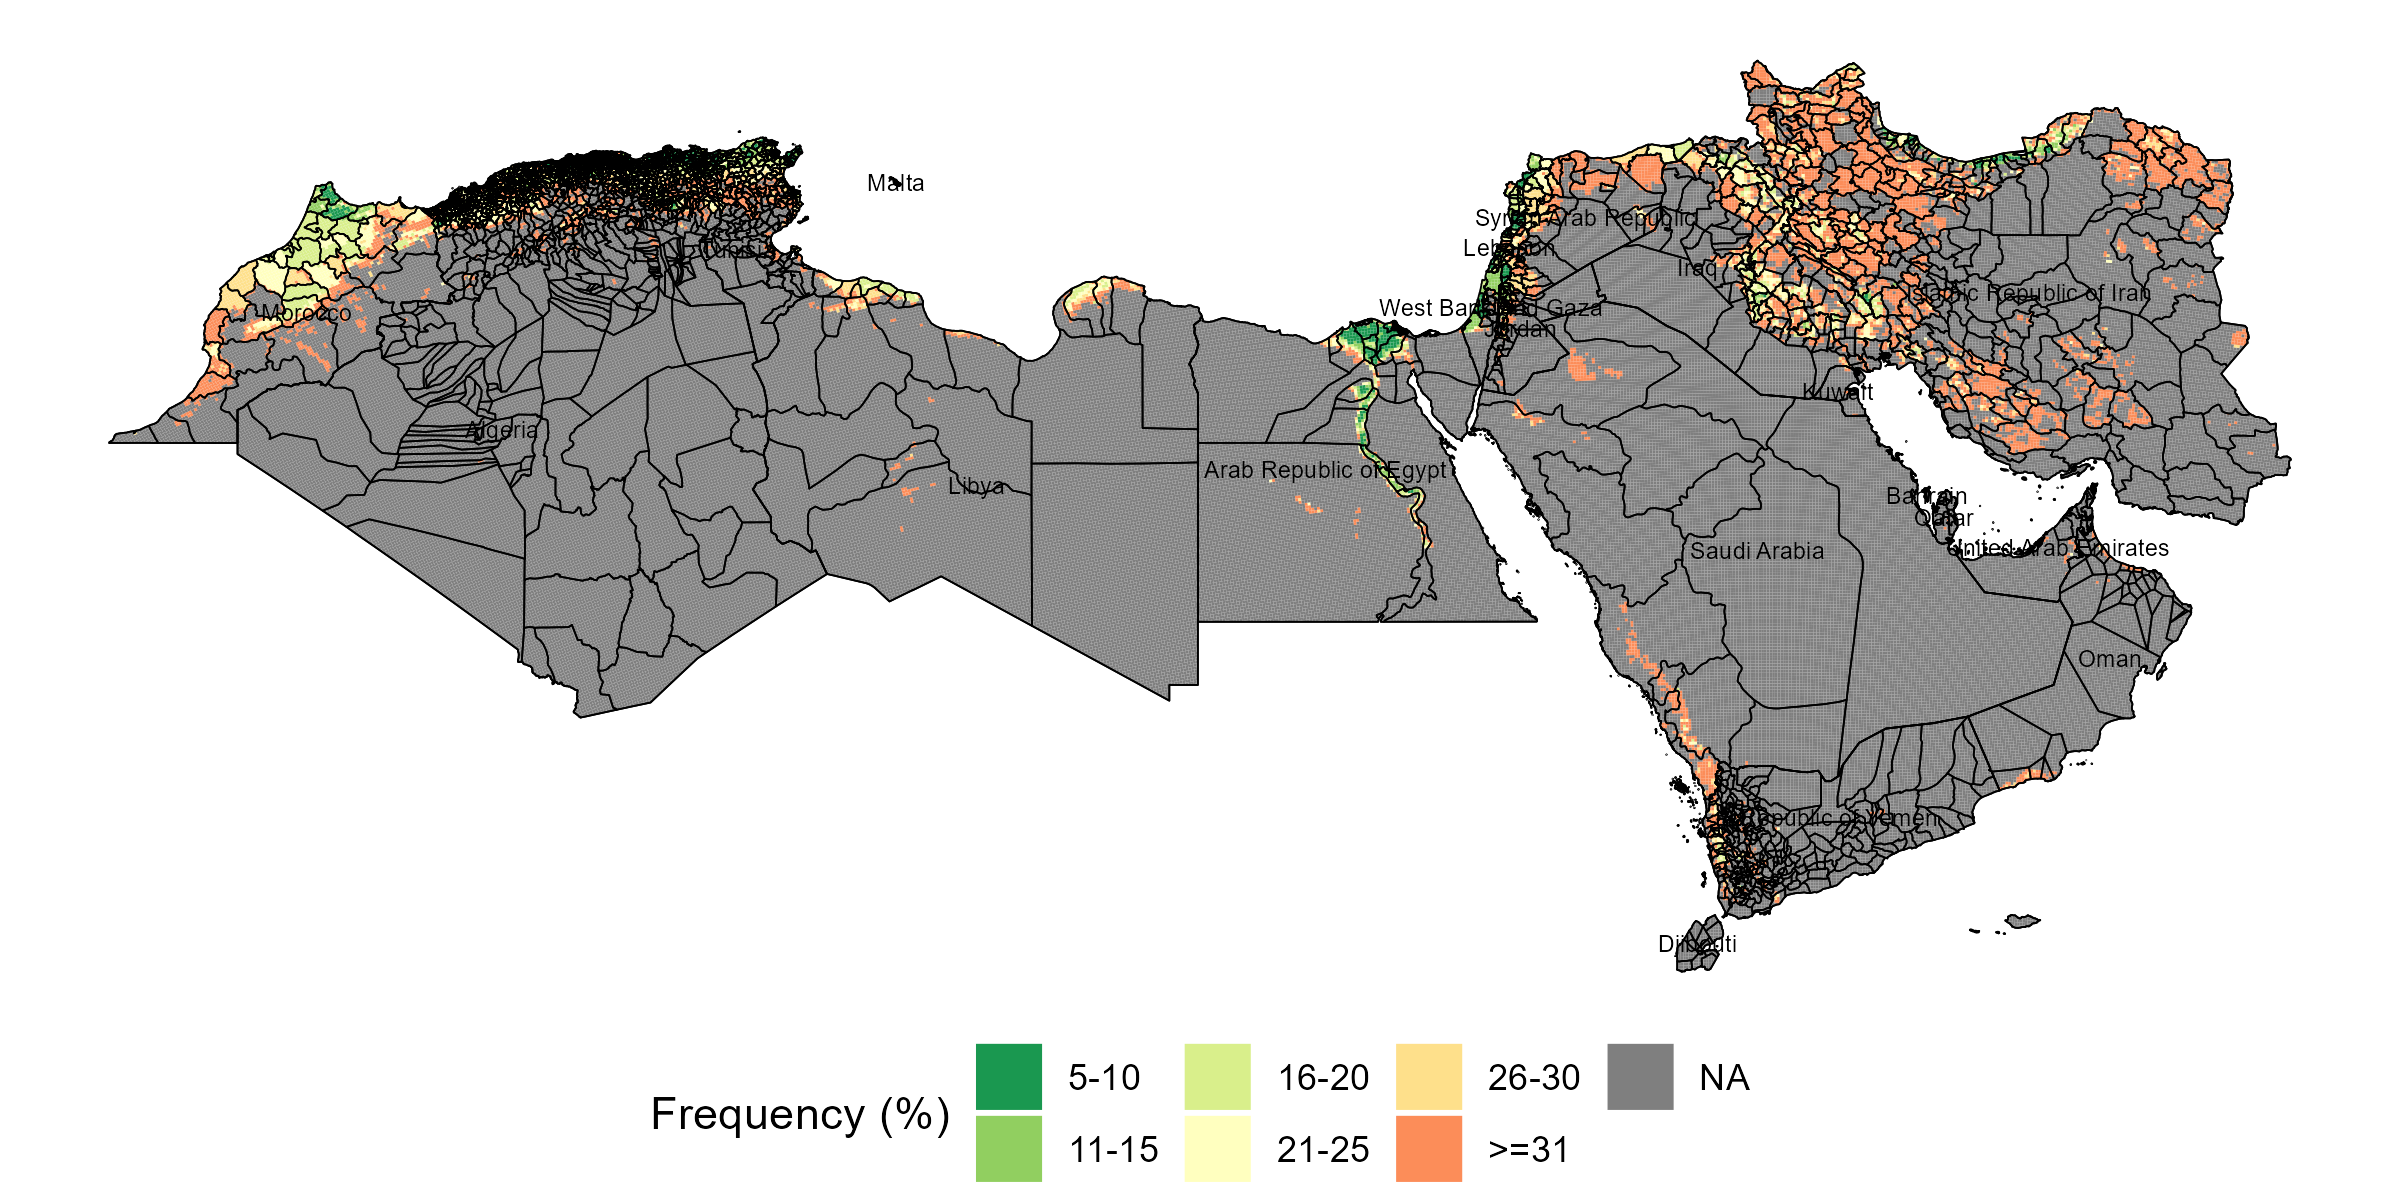 Malta
Syrian Arab Republic
Lebanon
Tunisia
Iraq
Islamic Republic of Iran
Morocco
West Bank and Gaza
Jordan
Kuwait
Algeria
Arab Republic of Egypt
Libya
Bahrain
Qatar
Saudi Arabia
United Arab Emirates
Oman
Republic of Yemen
Djibouti
Frequency (%)
5-10
16-20
26-30
NA
11-15
21-25
>=31